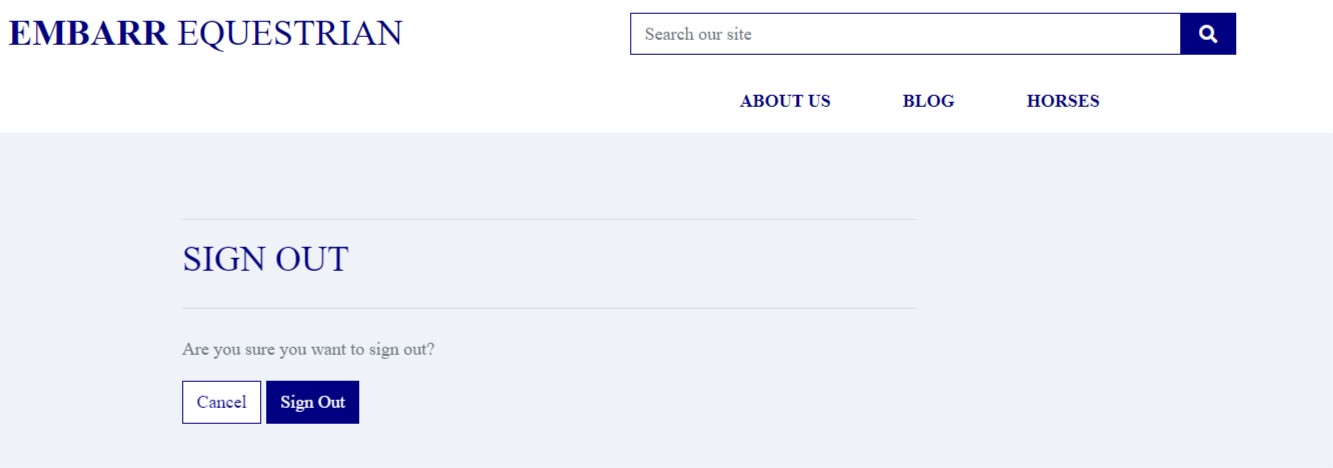 EMBARR EQUESTRIAN
Search our site
ABOUT US BLOG HORSES
SIGN OUT
Are you sure you want to sign out?
Cancel Sign Out